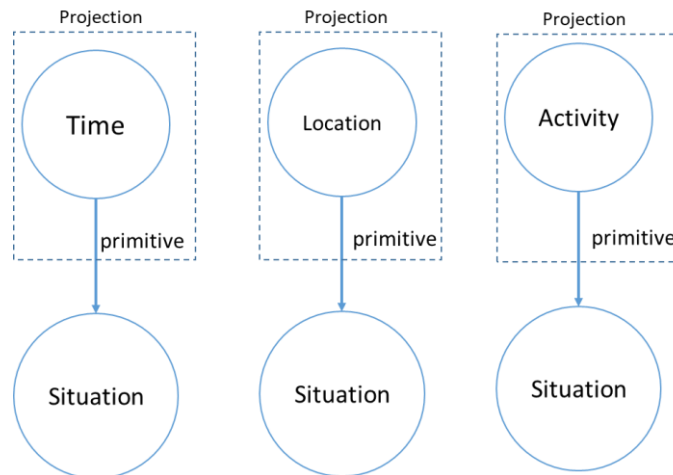 Projection
Projection
Projection
Time
Location
Activity
primitive
primitive
primitive
Situation
Situation
Situation